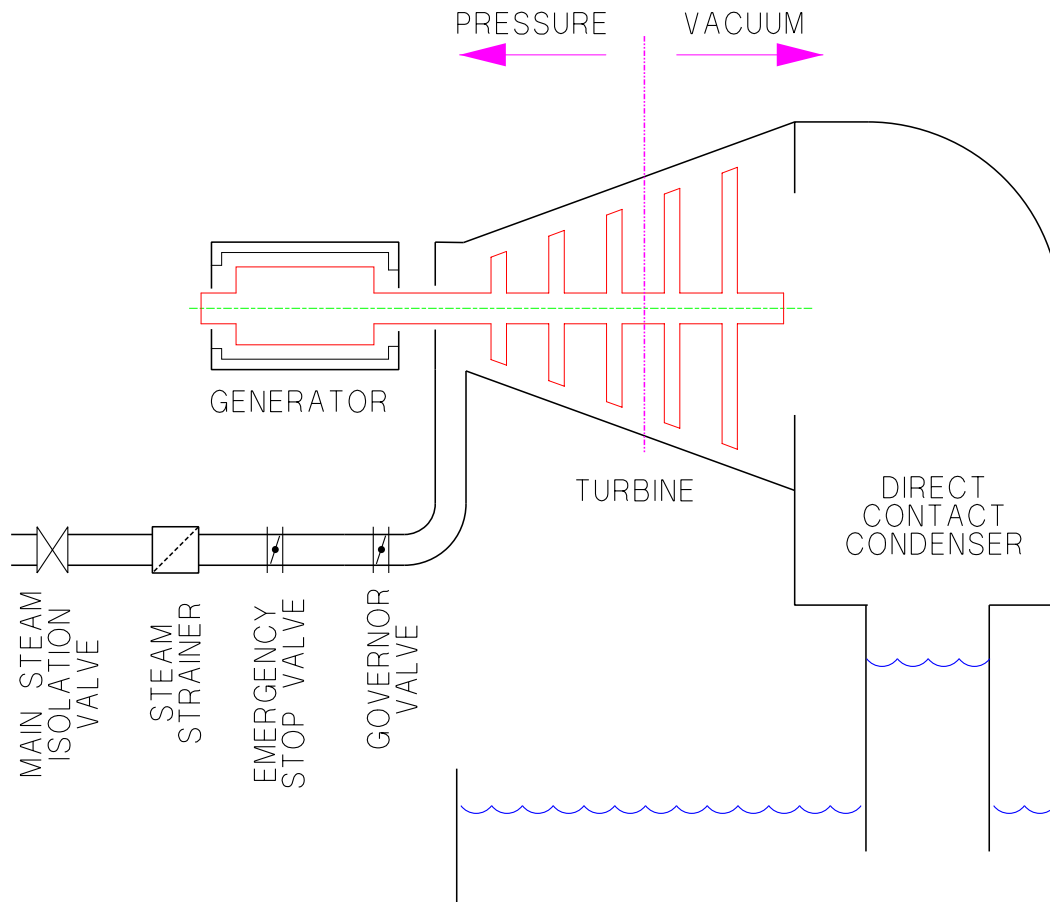 PRESSURE
VACUUM
GENERATOR
TURBINE
DIRECT
CONTACT
CONDENSER
MAIN STEAM
ISOLATION
VALVE
STEAM
STRAINER
EMERGENCY
STOP VALVE
GOVERNOR
VALVE